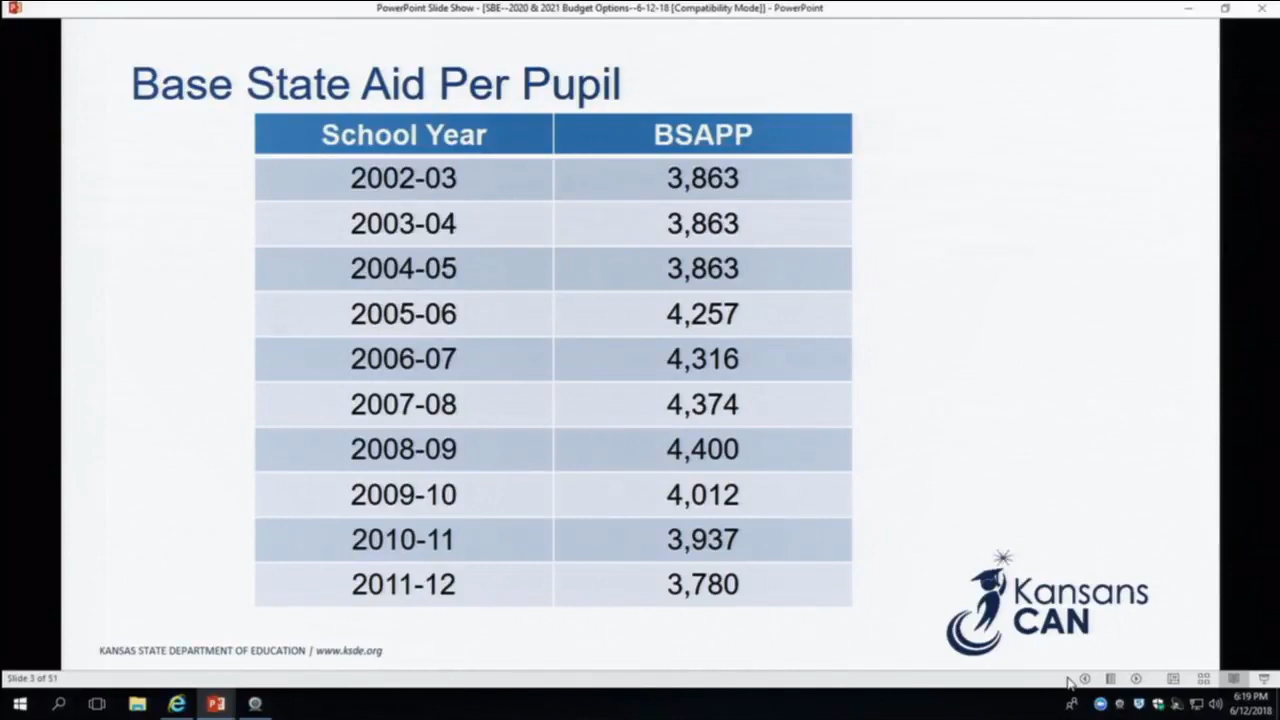 PowerPoint Slide Show - [SBE--2020 & 2021 Budget Options--6-12-18 [Compatibility Mode]] - PowerPoint
Base State Aid Per Pupil
School Year BSAPP
2002-03 3,863
2003-04 3,863
2004-05 3,863
2005-06 4,257
2006-07 4,316
2007-08 4,374
2008-09 4,400
2009-10 4,012
2010-11 3,937
2011-12 3,780
Kansans
CAN
KANSAS STATE DEPARTMENT OF EDUCATION | www.ksde.org
Slide 3 of 51
6:19 PM
6/12/2018